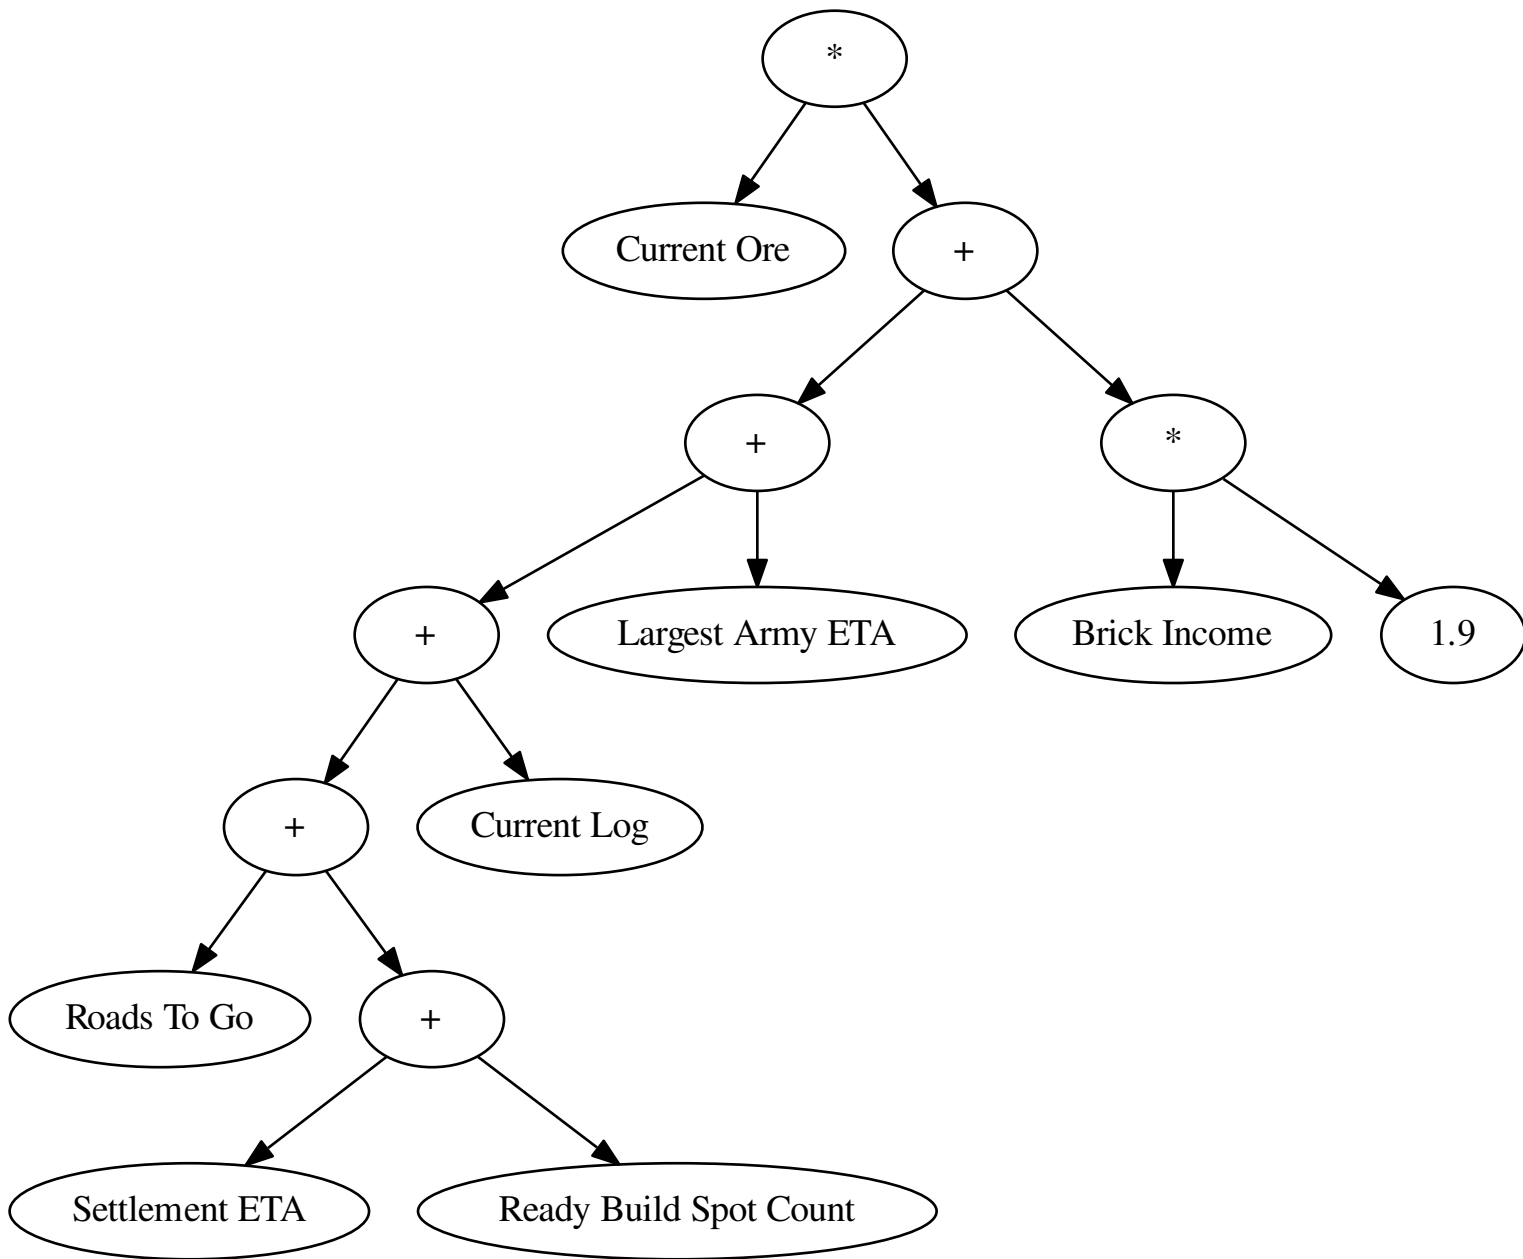 *
Current Ore
+
+
*
+
Largest Army ETA
Brick Income
1.9
+
Current Log
Roads To Go
+
Settlement ETA
Ready Build Spot Count